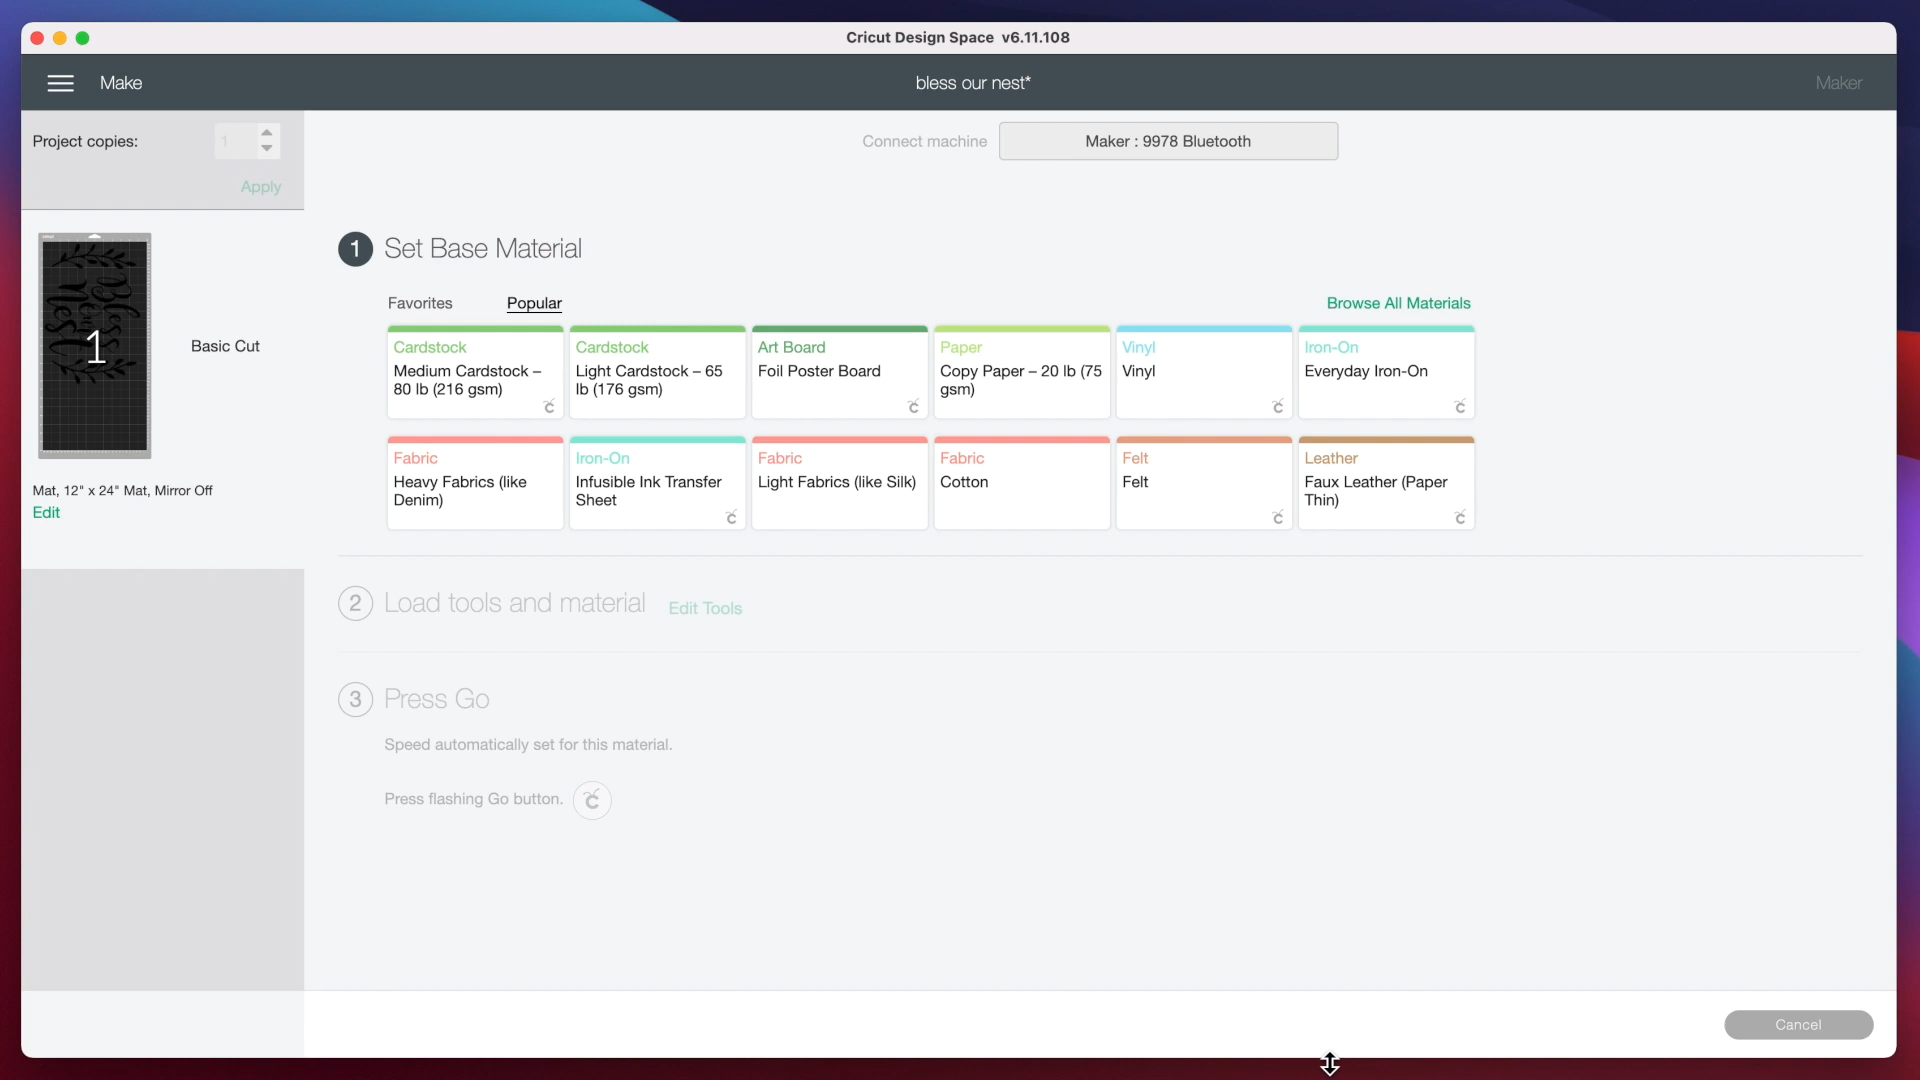 Cricut Design Space v6.11.108
Make
bless our nest*
Maker
Project copies:
1
Apply
Connect machine
Maker : 9978 Bluetooth
Bless
our
Nest
1
Basic Cut
Mat, 12" x 24" Mat, Mirror Off
Edit
1 Set Base Material
Favorites
Popular
Browse All Materials
Cardstock
Medium Cardstock –
80 lb (216 gsm)
Cardstock
Light Cardstock – 65
lb (176 gsm)
Art Board
Foil Poster Board
Paper
Copy Paper – 20 lb (75
gsm)
Vinyl
Vinyl
Iron-On
Everyday Iron-On
Fabric
Heavy Fabrics (like
Denim)
Iron-On
Infusible Ink Transfer
Sheet
Fabric
Light Fabrics (like Silk)
Fabric
Cotton
Felt
Felt
Leather
Faux Leather (Paper
Thin)
2 Load tools and material Edit Tools
3 Press Go
Speed automatically set for this material.
Press flashing Go button.
Cancel